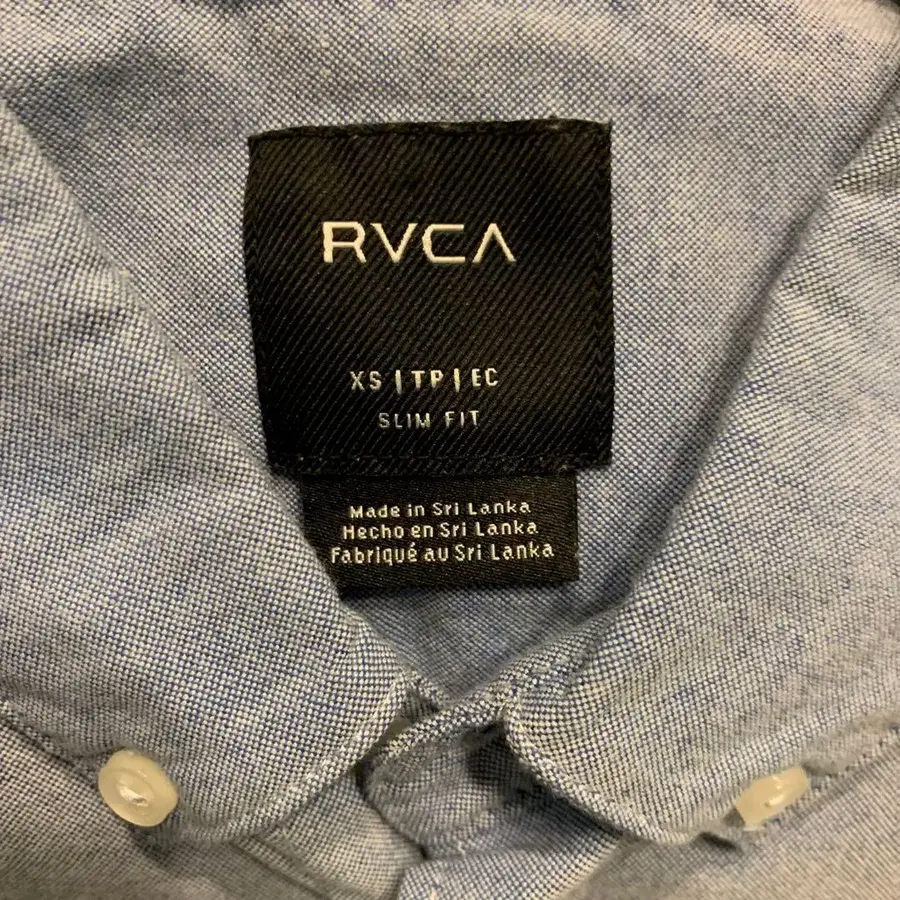 RVCA
XS | TP | EC
SLIM FIT
Made in Sri Lanka
Hecho en Sri Lanka
Fabriqué au Sri Lanka